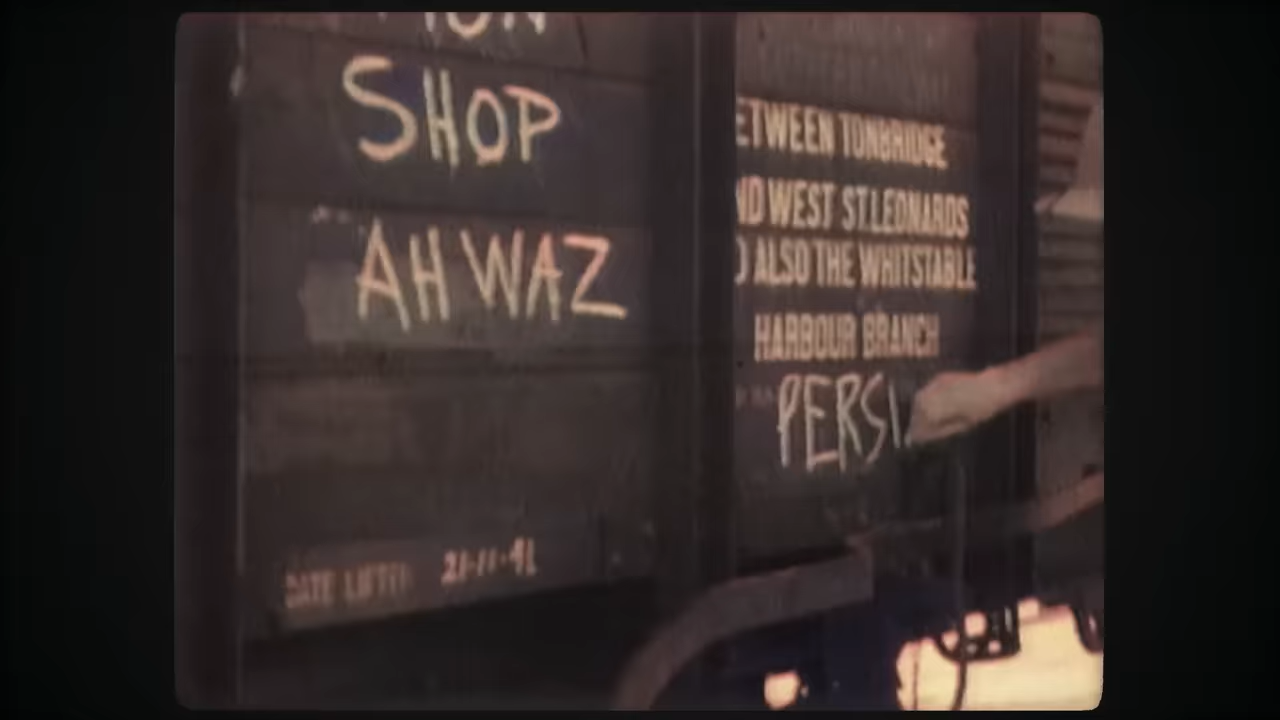 SHOP
AH WAZ
DATE LIFTED 21-11-41
ETWEEN TONBRIDGE
ND WEST ST. LEONARDS
D ALSO THE WHITSTABLE
HARBOUR BRANCH
PERSI